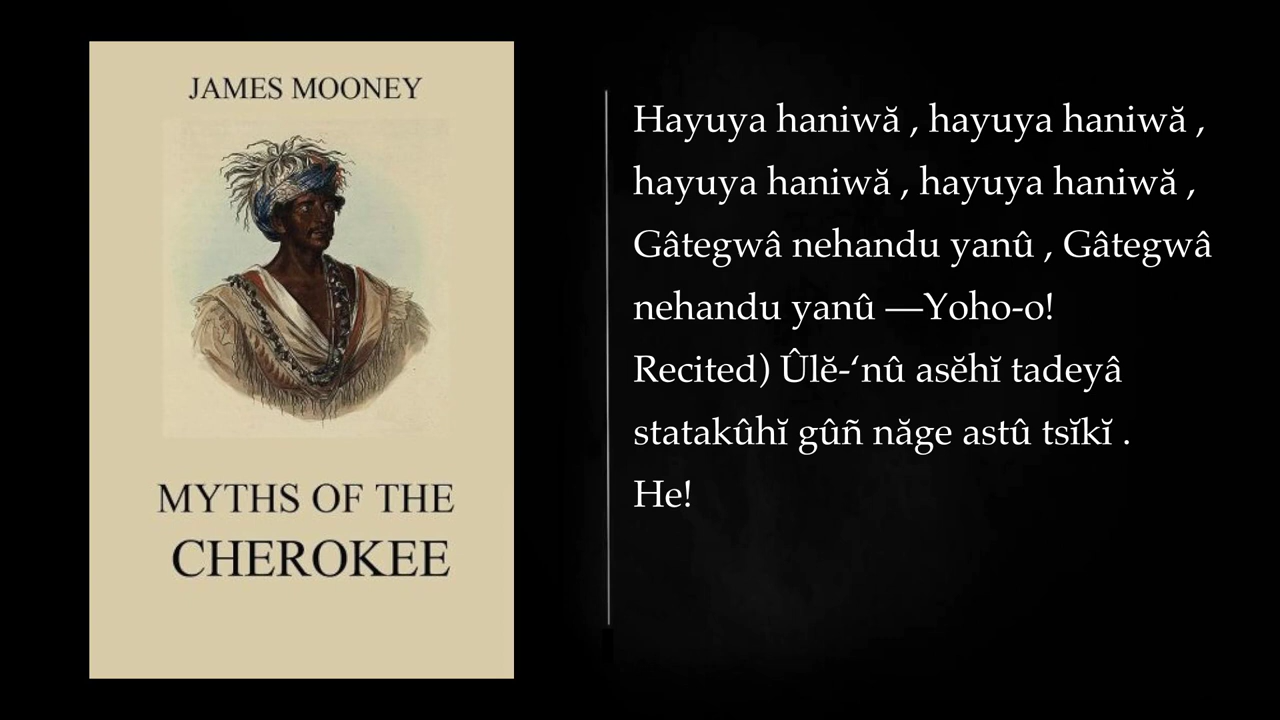 JAMES MOONEY
MYTHS OF THE
CHEROKEE
Hayuya haniwă , hayuya haniwă ,
hayuya haniwă , hayuya haniwă ,
Gâtegwâ nehandu yanû , Gâtegwâ
nehandu yanû —Yoho-o!
Recited) Ûlĕ-‘nû asĕhĭ tadeyâ
statakûhĭ gûñ năge astû tsĭkĭ .
He!